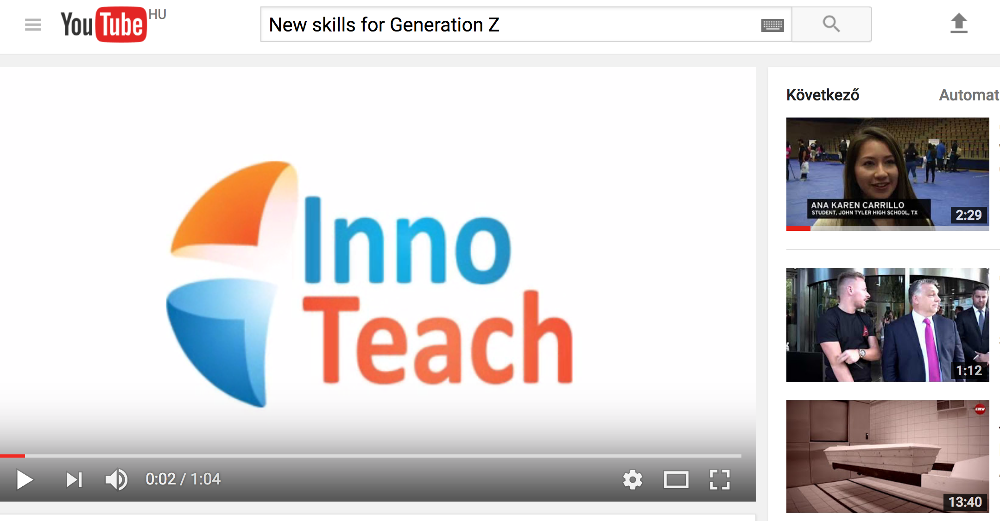 YouTube HU
New skills for Generation Z
Következő
Automat
Inno
Teach
ANA KAREN CARRILLO
STUDENT, JOHN TYLER HIGH SCHOOL, TX
2:29
1:12
atv
13:40
0:02 / 1:04